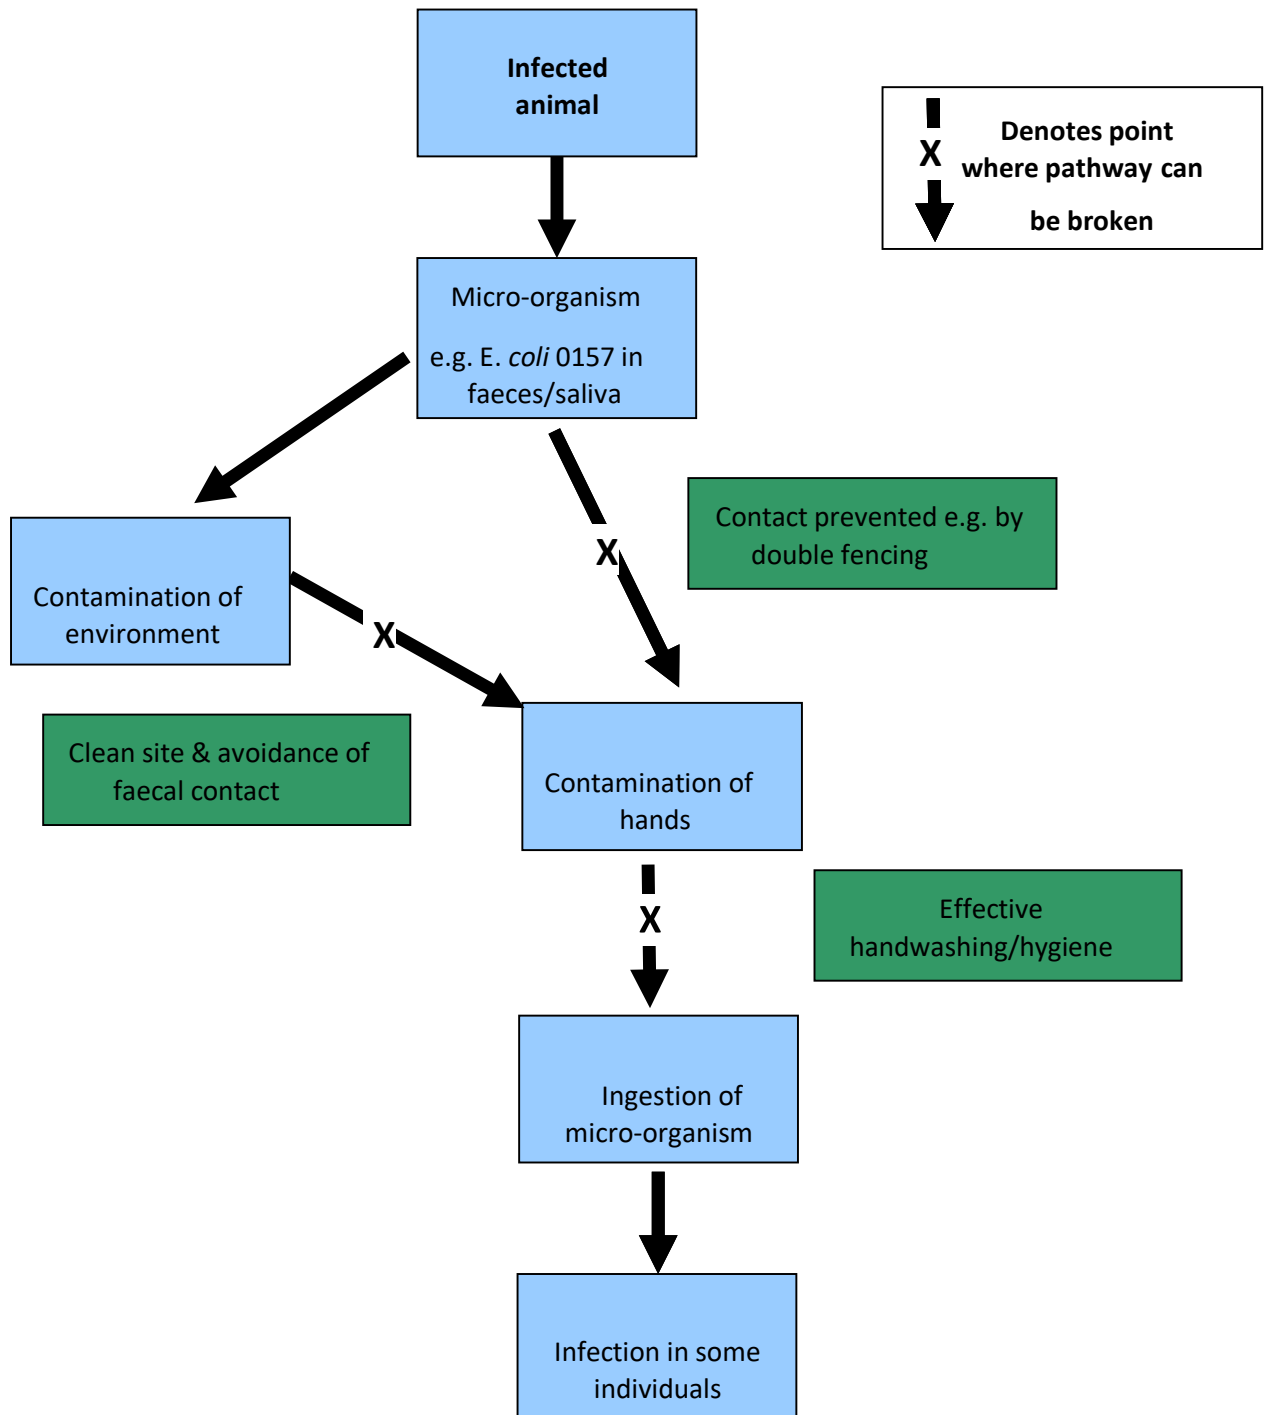 Infected
animal
X
Denotes point
where pathway can
be broken
Micro-organism
e.g. E. coli 0157 in
faeces/saliva
Contact prevented e.g. by
double fencing
X
Contamination of
environment
X
Clean site & avoidance of
faecal contact
Contamination of
hands
X
Effective
handwashing/hygiene
Ingestion of
micro-organism
Infection in some
individuals